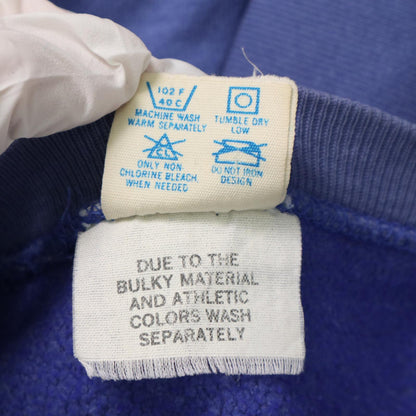 102 F
40 C
MACHINE WASH
WARM SEPARATELY
TUMBLE DRY
LOW
CL
ONLY NON
CHLORINE BLEACH
WHEN NEEDED
DO NOT IRON
DESIGN
DUE TO THE
BULKY MATERIAL
AND ATHLETIC
COLORS WASH
SEPARATELY